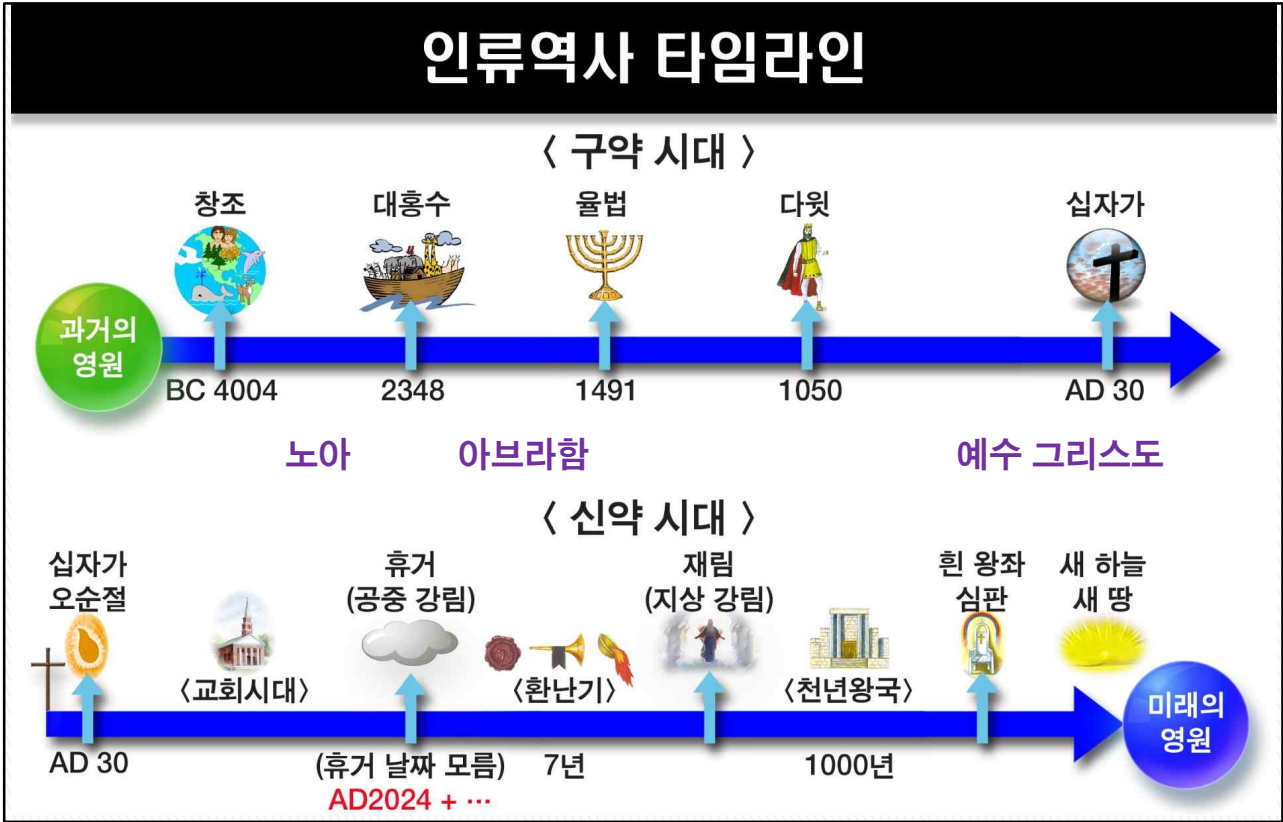 인류역사 타임라인
〈 구약 시대 〉
창조 대홍수 율법 다윗 십자가
과거의
영원
BC 4004 2348 1491 1050 AD 30
노아 아브라함 예수 그리스도
〈 신약 시대 〉
십자가
오순절
휴거
(공중 강림)
재림
(지상 강림)
흰 왕좌
심판
새 하늘
새 땅
〈교회시대〉 〈환난기〉 〈천년왕국〉
미래의
영원
AD 30 (휴거 날짜 모름) 7년 1000년
AD2024 + ···